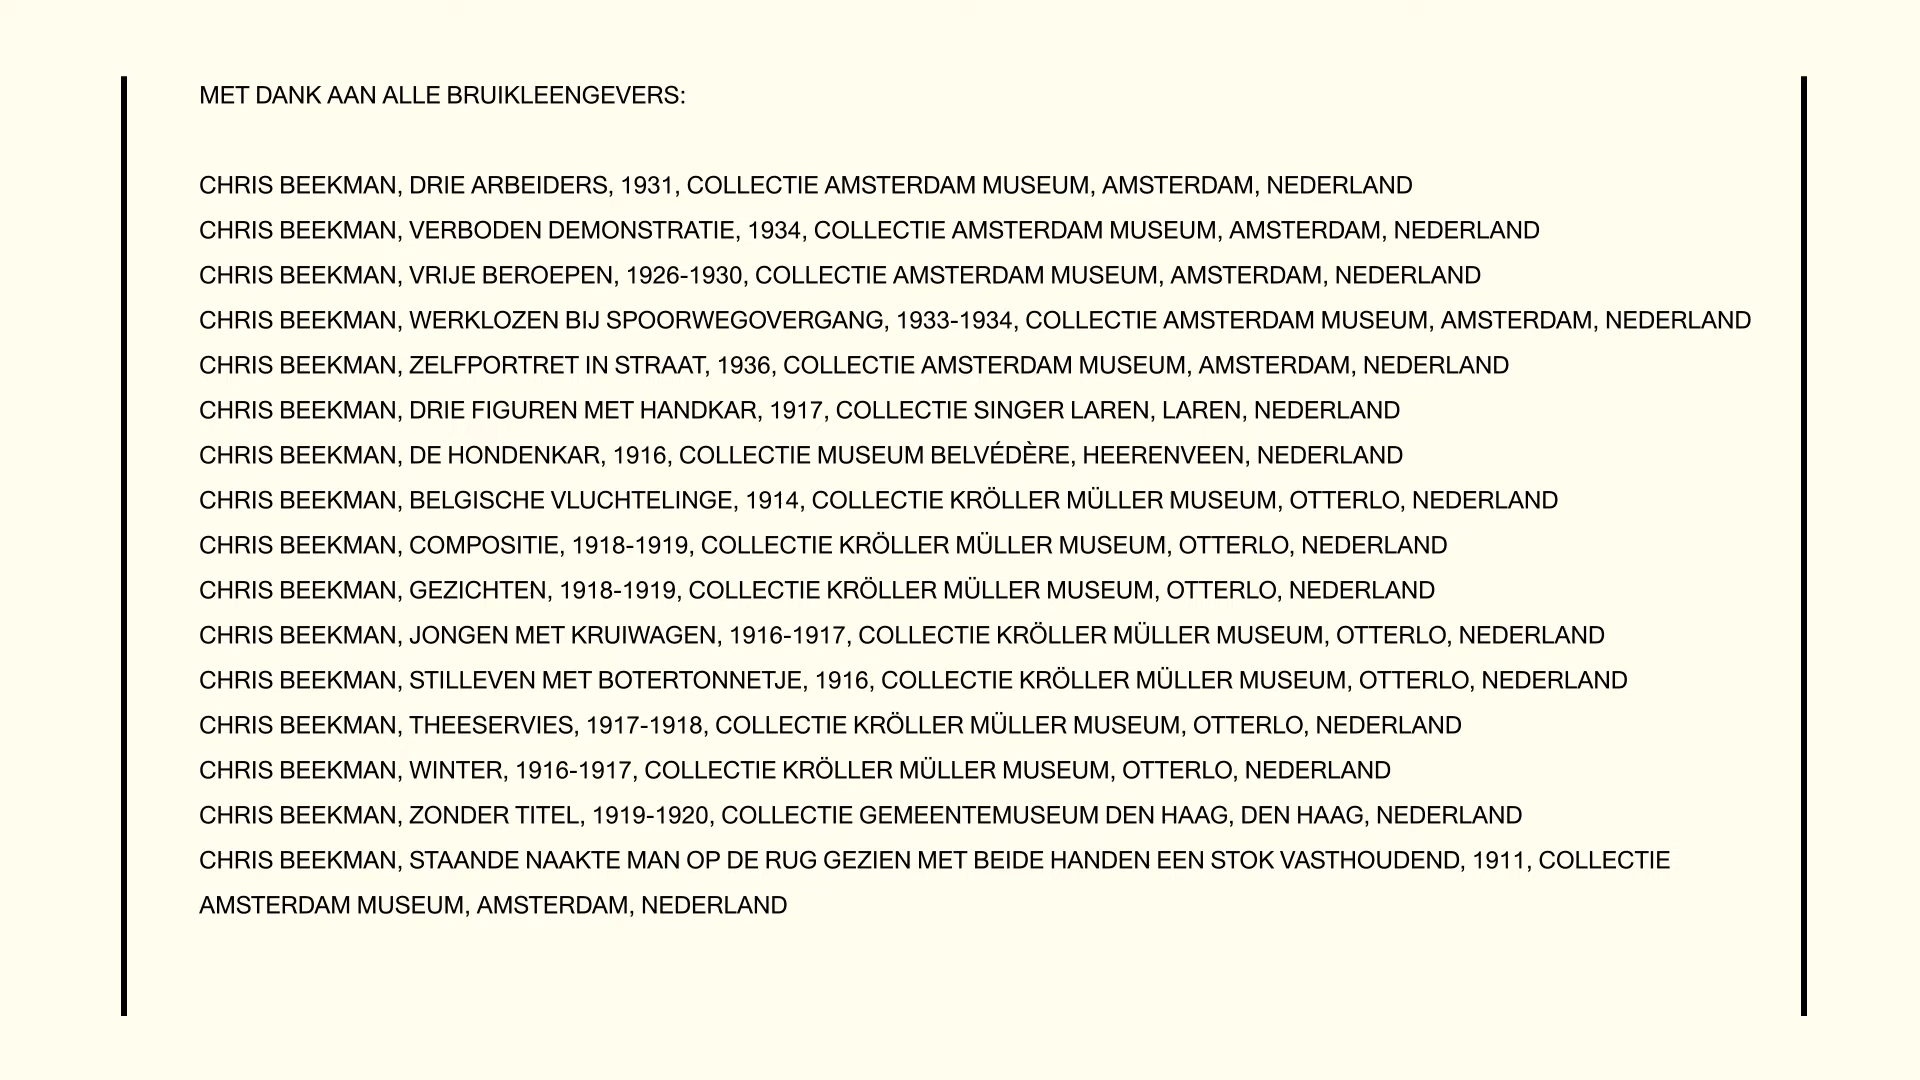 MET DANK AAN ALLE BRUIKLEENGEVERS:
CHRIS BEEKMAN, DRIE ARBEIDERS, 1931, COLLECTIE AMSTERDAM MUSEUM, AMSTERDAM, NEDERLAND
CHRIS BEEKMAN, VERBODEN DEMONSTRATIE, 1934, COLLECTIE AMSTERDAM MUSEUM, AMSTERDAM, NEDERLAND
CHRIS BEEKMAN, VRIJE BEROEPEN, 1926-1930, COLLECTIE AMSTERDAM MUSEUM, AMSTERDAM, NEDERLAND
CHRIS BEEKMAN, WERKLOZEN BIJ SPOORWEGOVERGANG, 1933-1934, COLLECTIE AMSTERDAM MUSEUM, AMSTERDAM, NEDERLAND
CHRIS BEEKMAN, ZELFPORTRET IN STRAAT, 1936, COLLECTIE AMSTERDAM MUSEUM, AMSTERDAM, NEDERLAND
CHRIS BEEKMAN, DRIE FIGUREN MET HANDKAR, 1917, COLLECTIE SINGER LAREN, LAREN, NEDERLAND
CHRIS BEEKMAN, DE HONDENKAR, 1916, COLLECTIE MUSEUM BELVÉDÈRE, HEERENVEEN, NEDERLAND
CHRIS BEEKMAN, BELGISCHE VLUCHTELINGE, 1914, COLLECTIE KRÖLLER MÜLLER MUSEUM, OTTERLO, NEDERLAND
CHRIS BEEKMAN, COMPOSITIE, 1918-1919, COLLECTIE KRÖLLER MÜLLER MUSEUM, OTTERLO, NEDERLAND
CHRIS BEEKMAN, GEZICHTEN, 1918-1919, COLLECTIE KRÖLLER MÜLLER MUSEUM, OTTERLO, NEDERLAND
CHRIS BEEKMAN, JONGEN MET KRUIWAGEN, 1916-1917, COLLECTIE KRÖLLER MÜLLER MUSEUM, OTTERLO, NEDERLAND
CHRIS BEEKMAN, STILLEVEN MET BOTERTONNETJE, 1916, COLLECTIE KRÖLLER MÜLLER MUSEUM, OTTERLO, NEDERLAND
CHRIS BEEKMAN, THEESERVIES, 1917-1918, COLLECTIE KRÖLLER MÜLLER MUSEUM, OTTERLO, NEDERLAND
CHRIS BEEKMAN, WINTER, 1916-1917, COLLECTIE KRÖLLER MÜLLER MUSEUM, OTTERLO, NEDERLAND
CHRIS BEEKMAN, ZONDER TITEL, 1919-1920, COLLECTIE GEMEENTEMUSEUM DEN HAAG, DEN HAAG, NEDERLAND
CHRIS BEEKMAN, STAANDE NAAKTE MAN OP DE RUG GEZIEN MET BEIDE HANDEN EEN STOK VASTHOUDEND, 1911, COLLECTIE
AMSTERDAM MUSEUM, AMSTERDAM, NEDERLAND